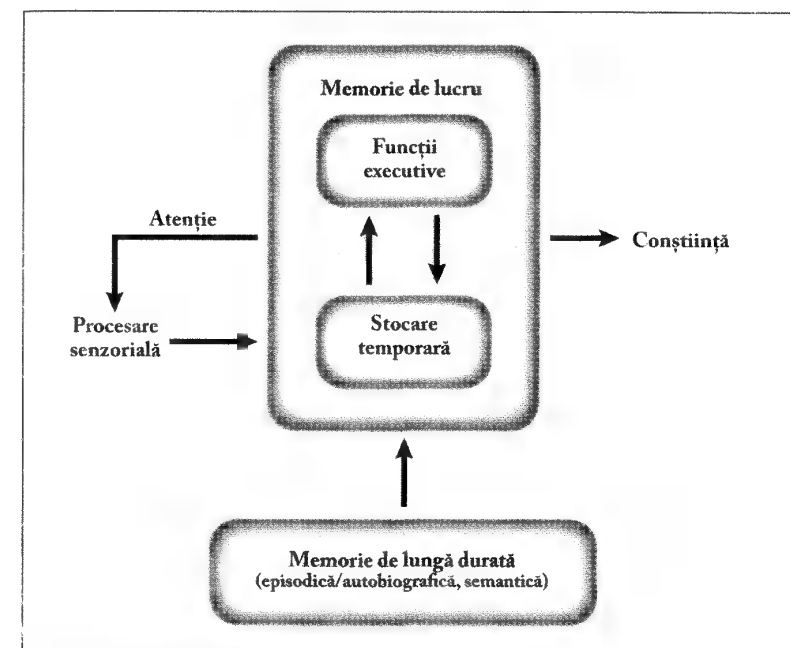 Memorie de lucru
Funcții
executive
Atenție
Conștiință
Procesare
senzorială
Stocare
temporară
Memorie de lungă durată
(episodică/autobiografică, semantică)